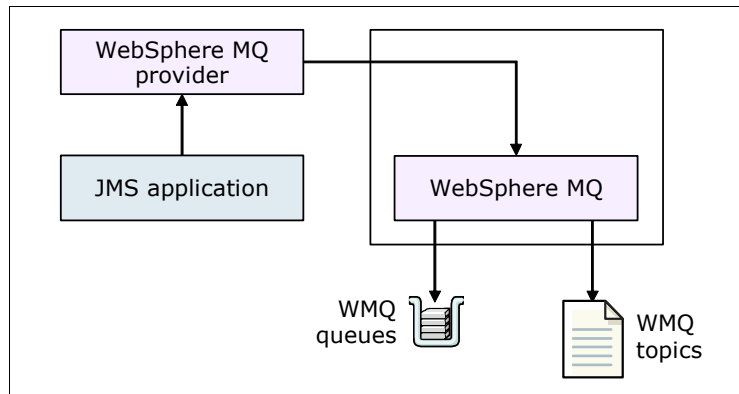 WebSphere MQ
provider
JMS application
WebSphere MQ
WMQ
queues
WMQ
topics